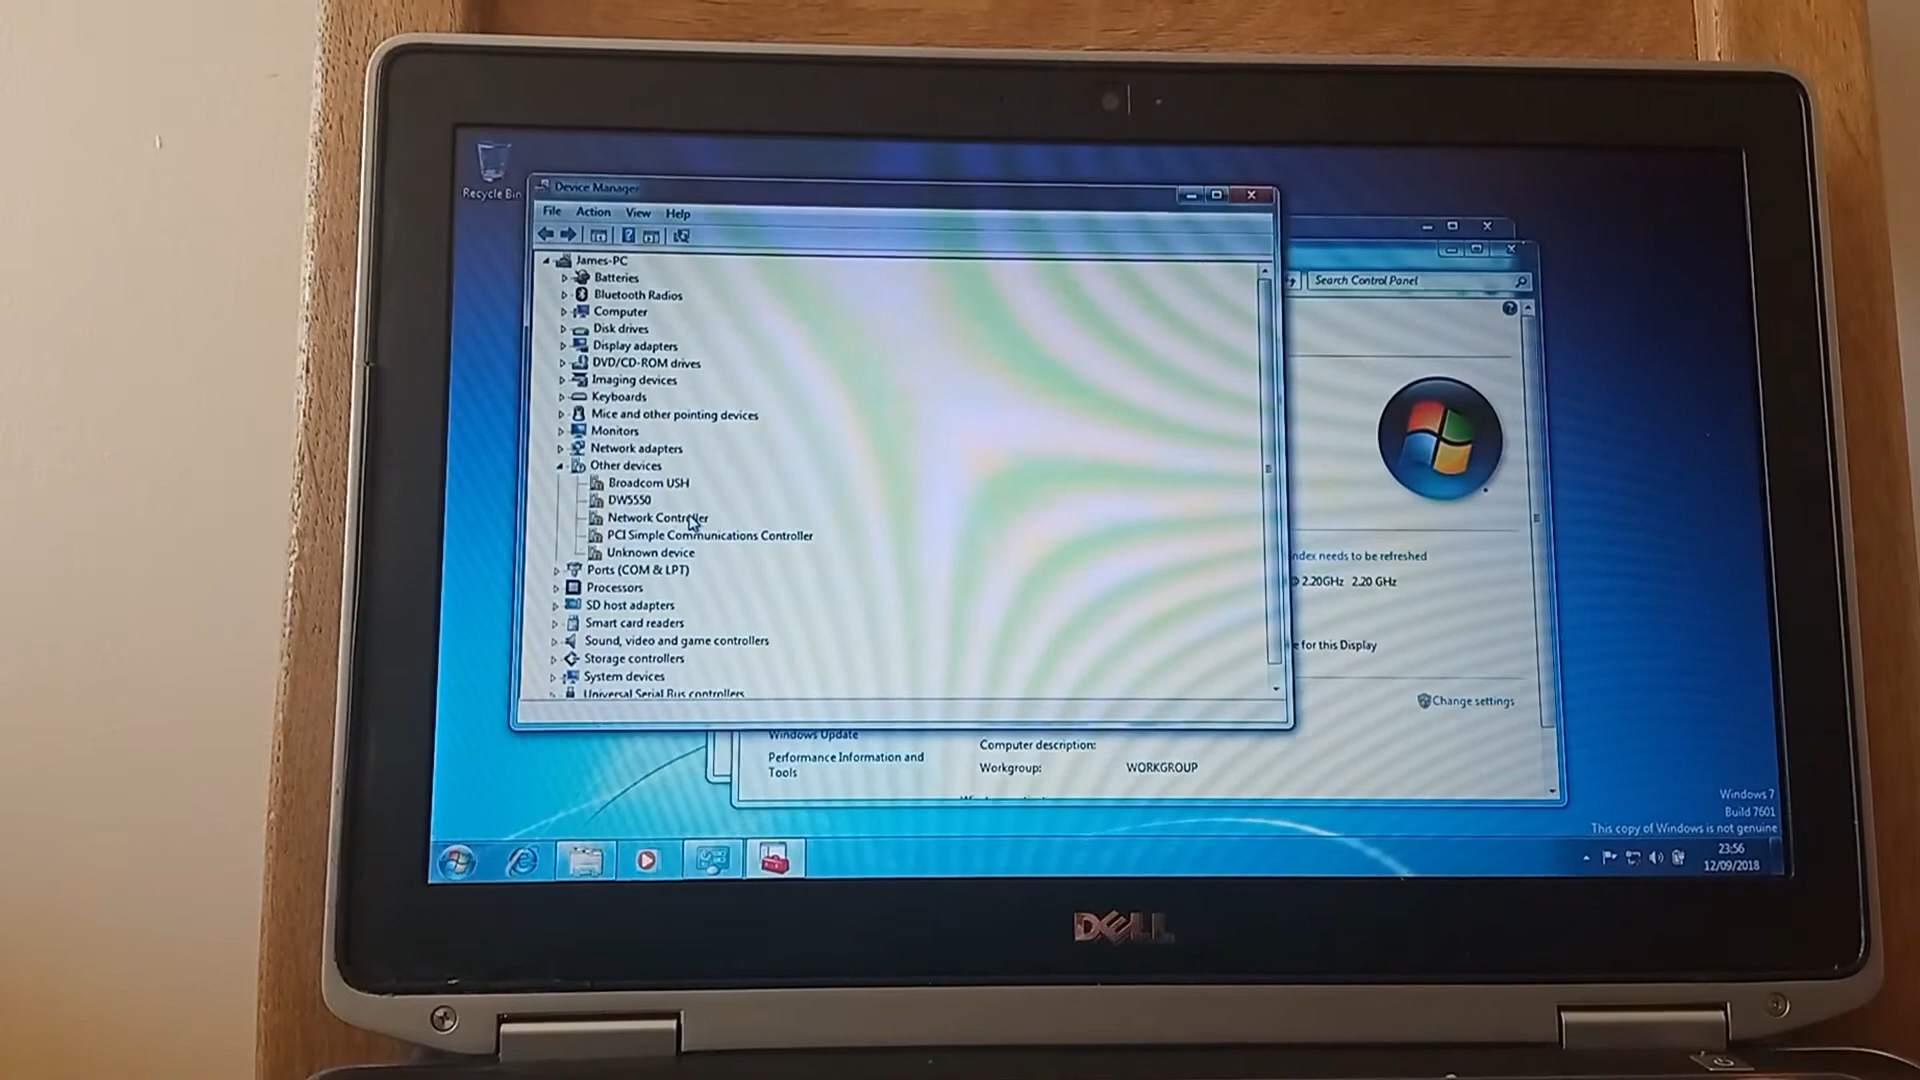 Recycle Bin
Device Manager
File Action View Help
James-PC
Batteries
Bluetooth Radios
Computer
Disk drives
Display adapters
DVD/CD-ROM drives
Imaging devices
Keyboards
Mice and other pointing devices
Monitors
Network adapters
Other devices
Broadcom USH
DW5550
Network Controller
PCI Simple Communications Controller
Unknown device
Ports (COM & LPT)
Processors
SD host adapters
Smart card readers
Sound, video and game controllers
Storage controllers
System devices
Universal Serial Bus controllers
Search Control Panel
ndex needs to be refreshed
2.20GHz 2.20 GHz
e for this Display
Change settings
Windows Update
Performance Information and
Tools
Computer description:
Workgroup: WORKGROUP
Windows 7
Build 7601
This copy of Windows is not genuine
23:56
12/09/2018
DELL